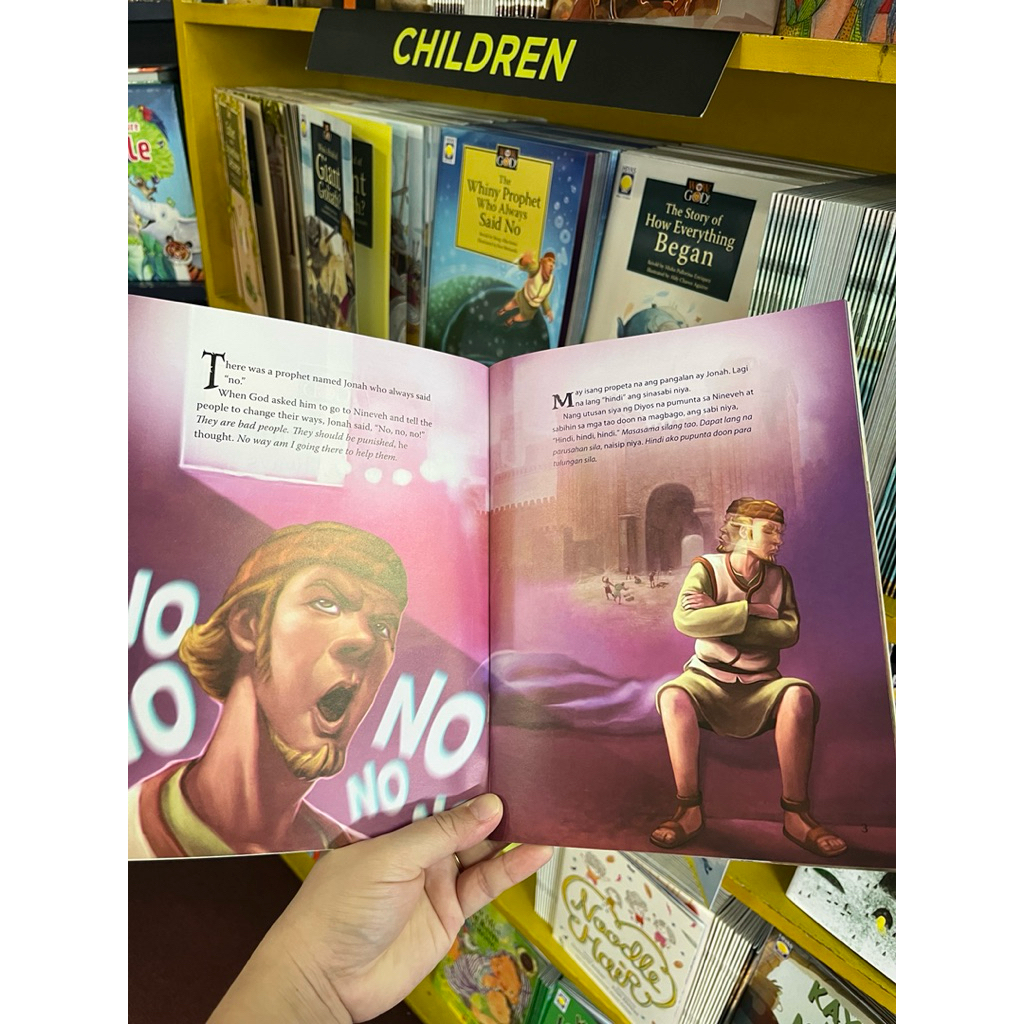 CHILDREN
Giant
WOW
GOD!
The
Whiny Prophet
Who Always
Said No
WOW
GOD!
The Story of
How Everything
Began
There was a prophet named Jonah who always said
"no."
When God asked him to go to Nineveh and tell the
people to change their ways, Jonah said, "No, no, no!"
They are bad people. They should be punished, he
thought. No way am I going there to help them.
NO
NO
NO
May isang propeta na ang pangalan ay Jonah. Lagi
na lang "hindi" ang sinasabi niya.
Nang utusan siya ng Diyos na pumunta sa Nineveh at
sabihin sa mga tao doon na magbago, ang sabi niya,
"Hindi, hindi, hindi." Masasama silang tao. Dapat lang na
parusahan sila, naisip niya. Hindi ako pupunta doon para
tulungan sila.
3
Noodle
Hair